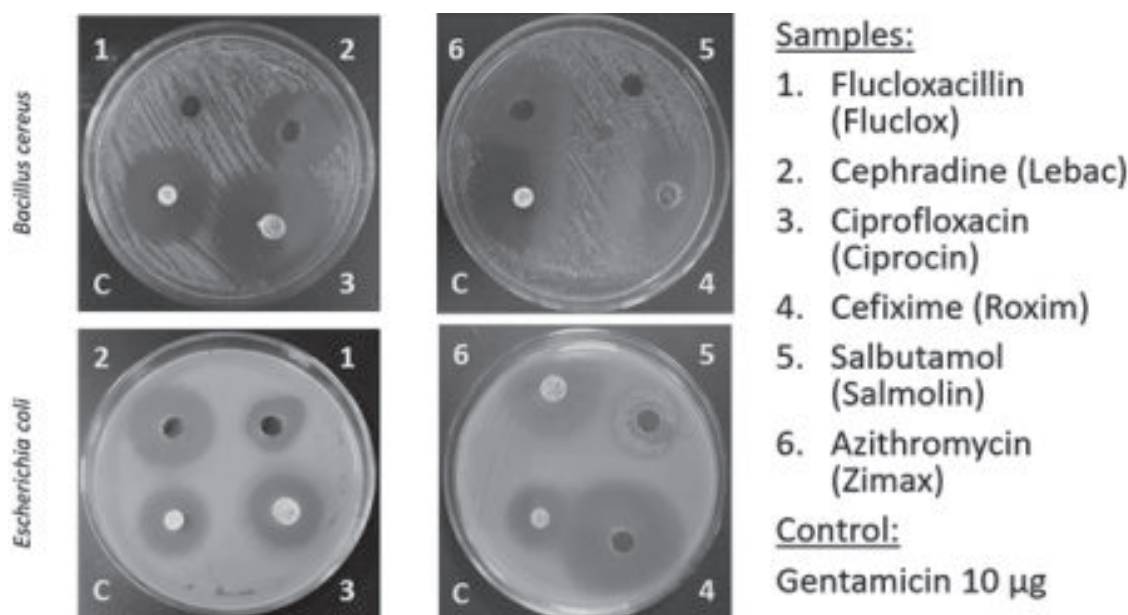 Bacillus cereus
1 2
C 3
6 5
C 4
Escherichia coli
2 1
C 3
6 5
C 4
Samples:
1. Flucloxacillin
(Fluclox)
2. Cephradine (Lebac)
3. Ciprofloxacin
(Ciprocin)
4. Cefixime (Roxim)
5. Salbutamol
(Salmolin)
6. Azithromycin
(Zimax)
Control:
Gentamicin 10 µg